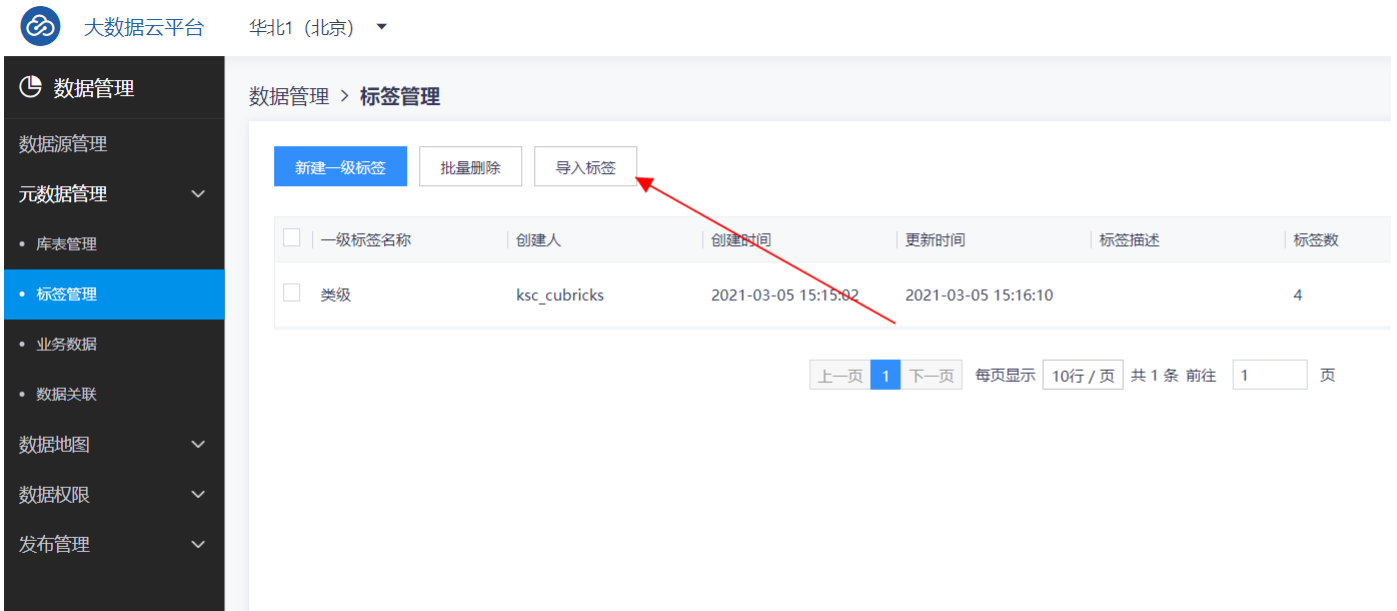 大数据云平台 华北1（北京）
数据管理
数据源管理
元数据管理
• 库表管理
• 标签管理
• 业务数据
• 数据关联
数据地图
数据权限
发布管理
数据管理 > 标签管理
新建一级标签 批量删除 导入标签
一级标签名称 创建人 创建时间 更新时间 标签描述 标签数
类级 ksc_cubricks 2021-03-05 15:15:02 2021-03-05 15:16:10 4
上一页 1 下一页 每页显示 10行 / 页 共 1 条 前往 1 页